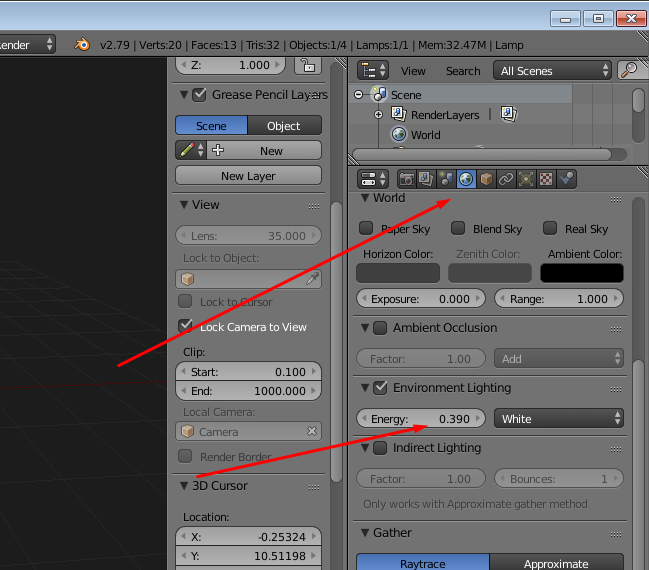 ender
v2.79 | Verts:20 | Faces:13 | Tris:32 | Objects:1/4 | Lamps:1/1 | Mem:32.47M | Lamp
Z: 1.000
Grease Pencil Layers
Scene Object
New
New Layer
View
Lens: 35.000
Lock to Object:
Lock to Cursor
Lock Camera to View
Clip:
Start: 0.100
End: 1000.000
Local Camera:
Camera
Render Border
3D Cursor
Location:
X: -0.25324
Y: 10.51198
View Search All Scenes
Scene
RenderLayers |
World
World
Paper Sky Blend Sky Real Sky
Horizon Color: Zenith Color: Ambient Color:
Exposure: 0.000 Range: 1.000
Ambient Occlusion
Factor: 1.00 Add
Environment Lighting
Energy: 0.390 White
Indirect Lighting
Factor: 1.00 Bounces: 1
Only works with Approximate gather method
Gather
Raytrace Approximate